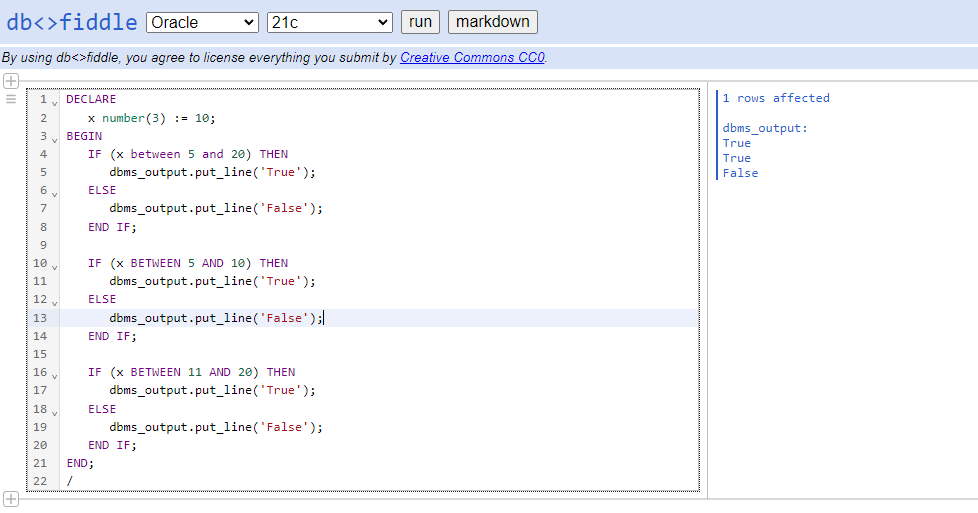 db<>fiddle Oracle 21c run markdown
By using db<>fiddle, you agree to license everything you submit by Creative Commons CC0.
1 DECLARE
2    x number(3) := 10;
3 BEGIN
4    IF (x between 5 and 20) THEN
5       dbms_output.put_line('True');
6    ELSE
7       dbms_output.put_line('False');
8    END IF;
9
10    IF (x BETWEEN 5 AND 10) THEN
11       dbms_output.put_line('True');
12    ELSE
13       dbms_output.put_line('False');
14    END IF;
15
16    IF (x BETWEEN 11 AND 20) THEN
17       dbms_output.put_line('True');
18    ELSE
19       dbms_output.put_line('False');
20    END IF;
21 END;
22 /
1 rows affected
dbms_output:
True
True
False